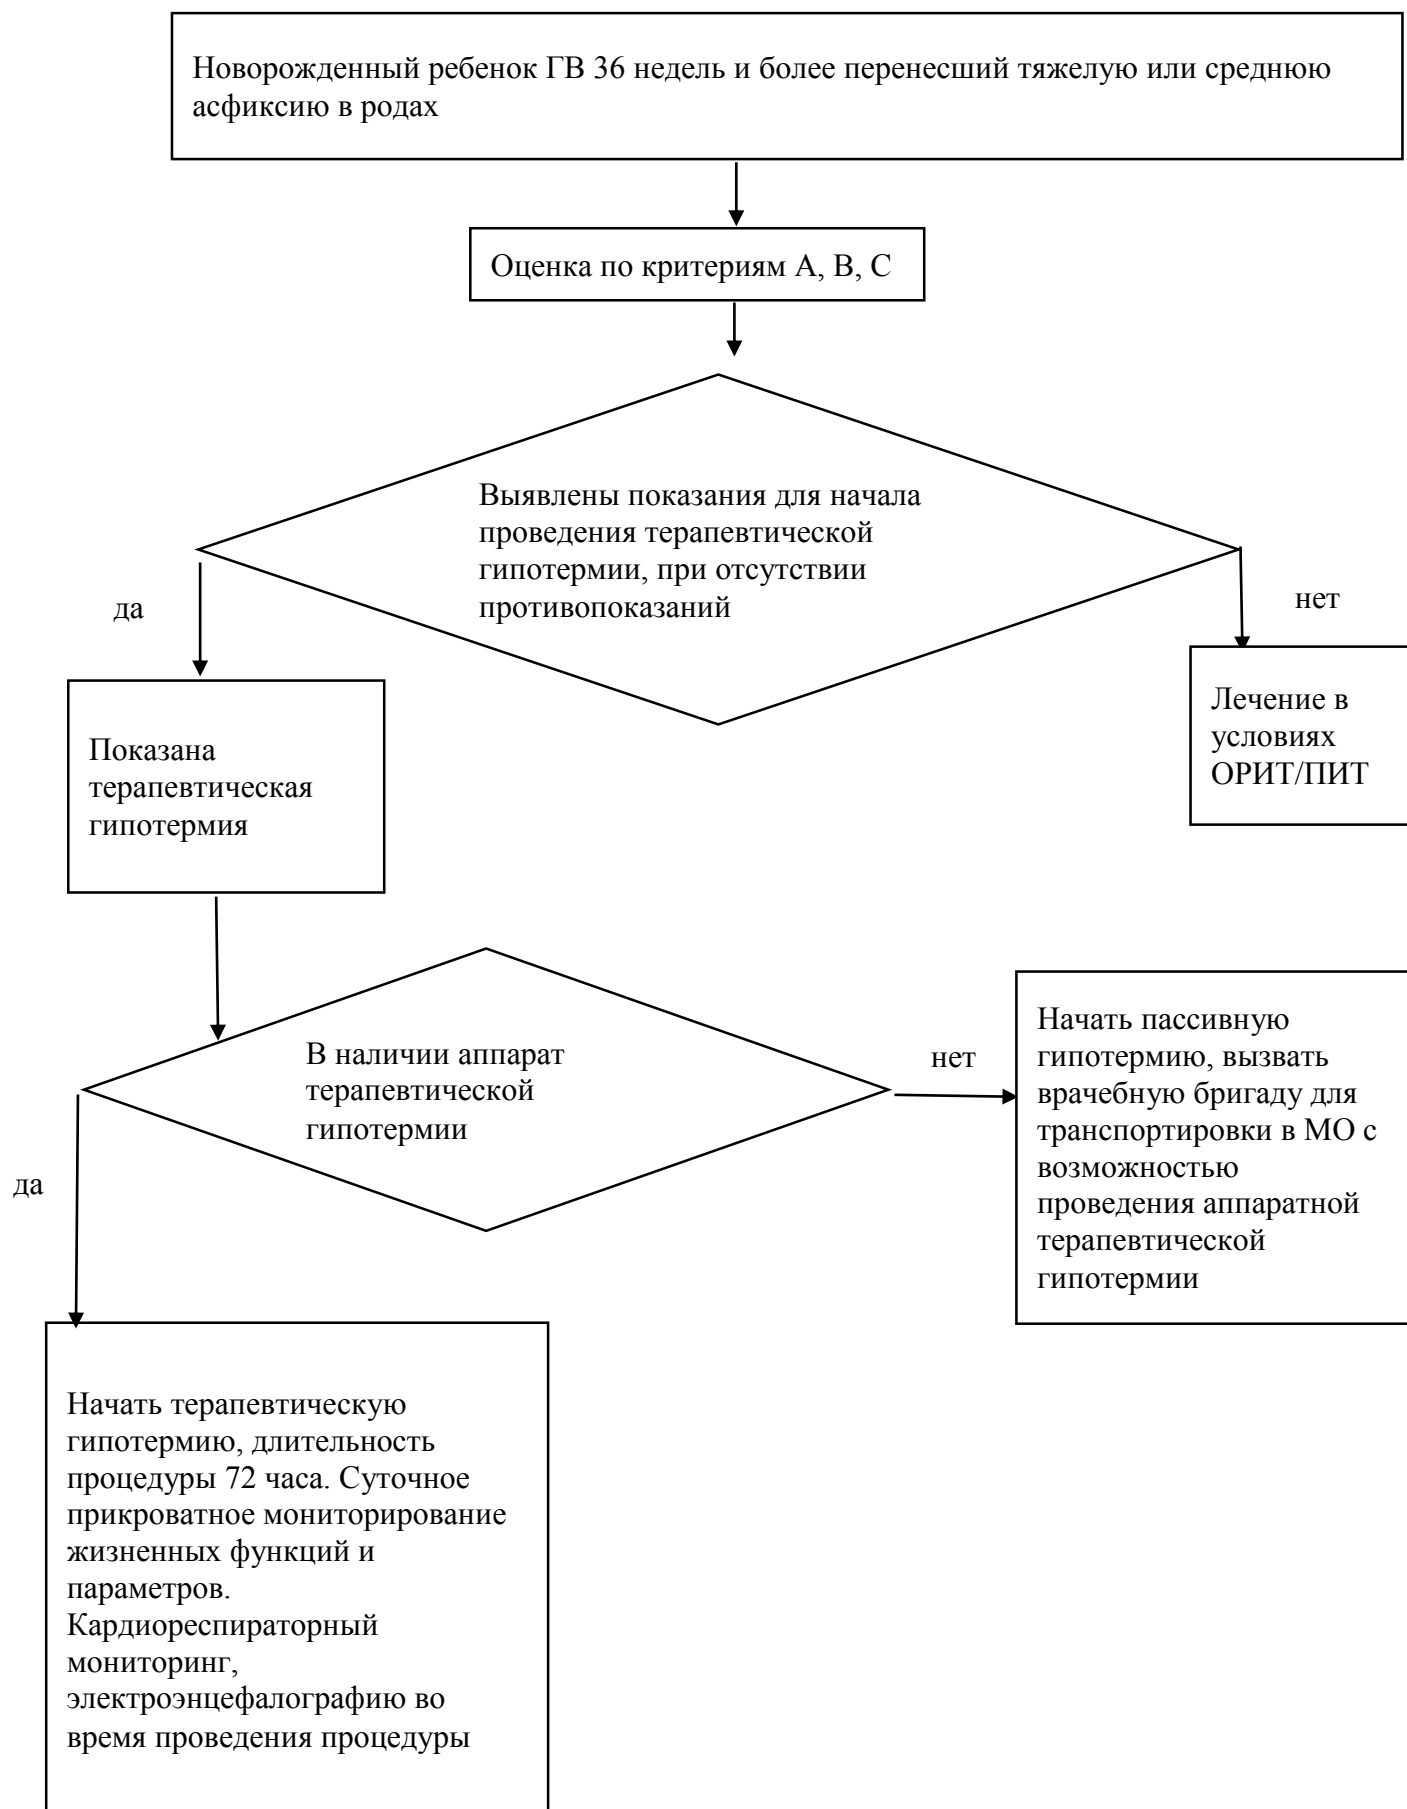 Новорожденный ребенок ГВ 36 недель и более перенесший тяжелую или среднюю
асфиксию в родах
Оценка по критериям А, В, С
Выявлены показания для начала
проведения терапевтической
гипотермии, при отсутствии
противопоказаний
да
нет
Показана
терапевтическая
гипотермия
Лечение в
условиях
ОРИТ/ПИТ
В наличии аппарат
терапевтической
гипотермии
нет
Начать пассивную
гипотермию, вызвать
врачебную бригаду для
транспортировки в МО с
возможностью
проведения аппаратной
терапевтической
гипотермии
да
Начать терапевтическую
гипотермию, длительность
процедуры 72 часа. Суточное
прикроватное мониторирование
жизненных функций и
параметров.
Кардиореспираторный
мониторинг,
электроэнцефалографию во
время проведения процедуры